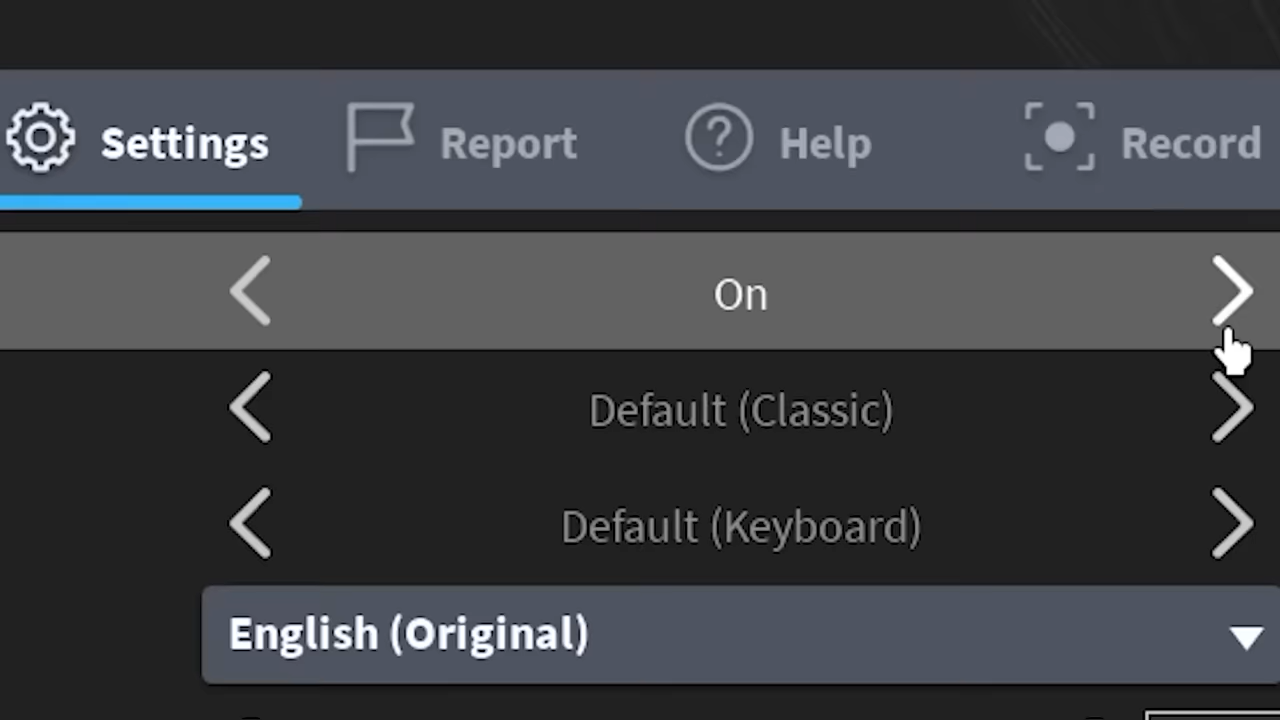 Settings Report Help Record
On
Default (Classic)
Default (Keyboard)
English (Original)